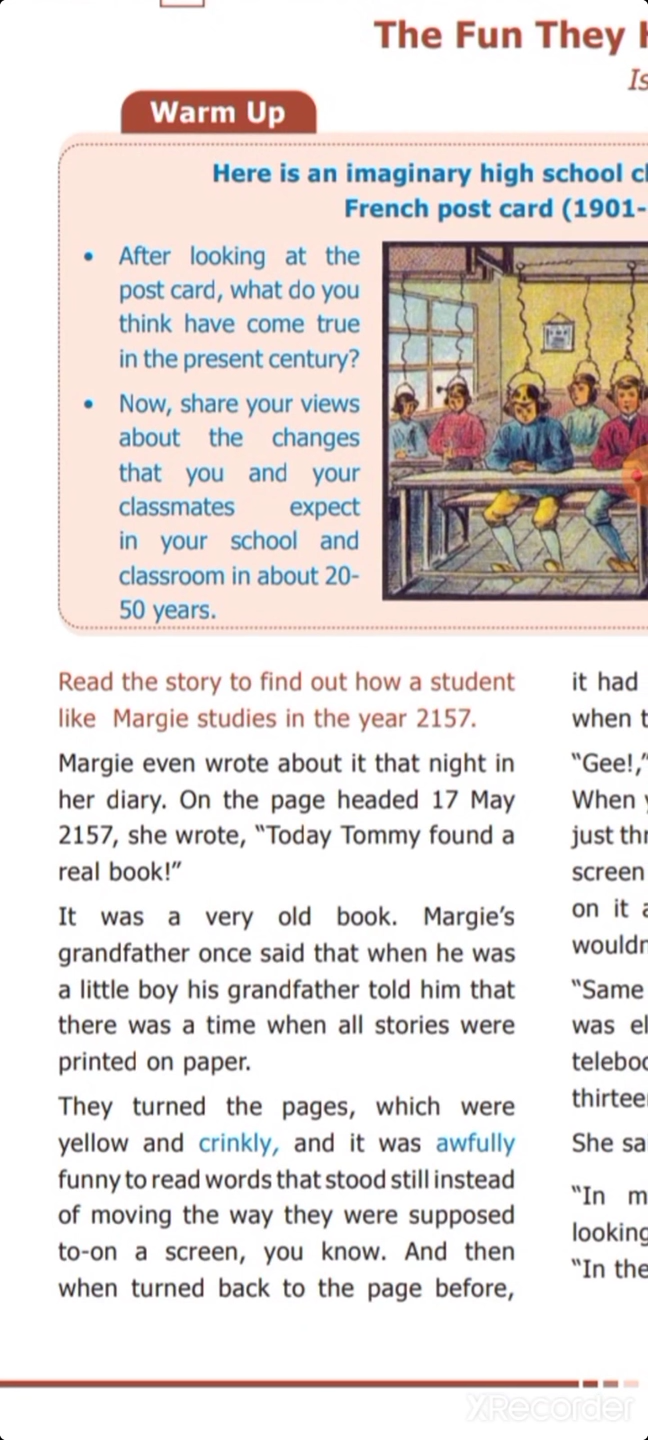 The Fun They
Warm Up
Here is an imaginary high school
French post card (1901-
• After looking at the
post card, what do you
think have come true
in the present century?
• Now, share your views
about the changes
that you and your
classmates expect
in your school and
classroom in about 20-
50 years.
Read the story to find out how a student
like Margie studies in the year 2157.
Margie even wrote about it that night in
her diary. On the page headed 17 May
2157, she wrote, “Today Tommy found a
real book!”
It was a very old book. Margie’s
grandfather once said that when he was
a little boy his grandfather told him that
there was a time when all stories were
printed on paper.
They turned the pages, which were
yellow and crinkly, and it was awfully
funny to read words that stood still instead
of moving the way they were supposed
to-on a screen, you know. And then
when turned back to the page before,
it had
when
“Gee!,”
When
just
screen
on it
“Same
was
She
“In
looking
“In the
XRecorder